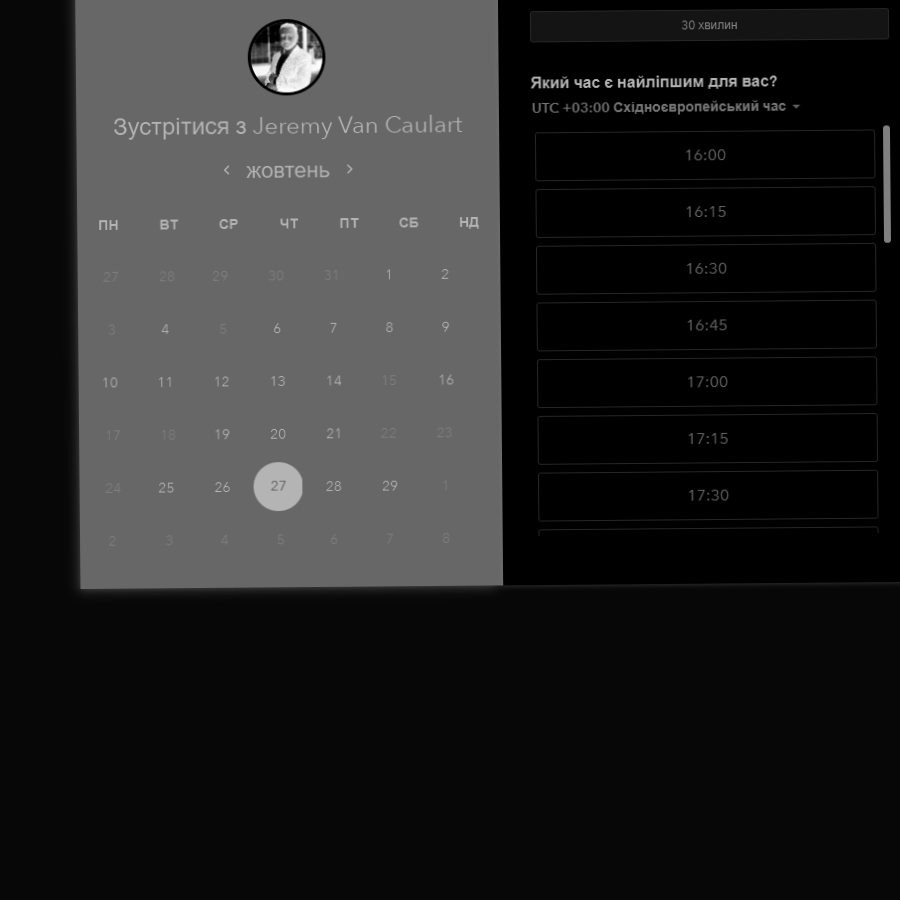 Зустрітися з Jeremy Van Caulart
жовтень
ПН ВТ СР ЧТ ПТ СБ НД
27 28 29 30 31 1 2
3 4 5 6 7 8 9
10 11 12 13 14 15 16
17 18 19 20 21 22 23
24 25 26 27 28 29 1
2 3 4 5 6 7 8
30 хвилин
Який час є найліпшим для вас?
UTC +03:00 Східноєвропейський час
16:00
16:15
16:30
16:45
17:00
17:15
17:30